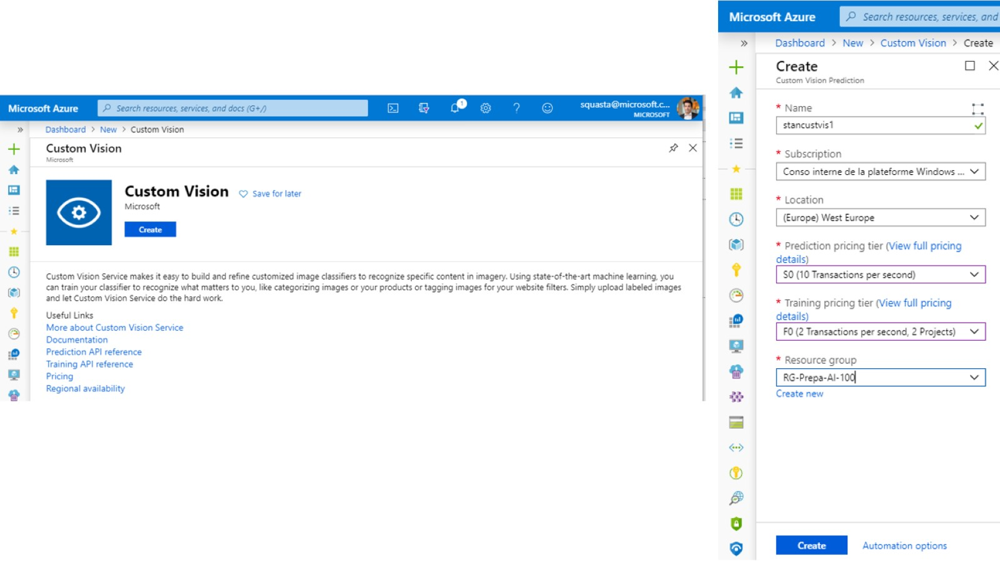 Microsoft Azure
Search resources, services, and docs (G+/)
1
squasta@microsoft.c...
MICROSOFT
Dashboard > New > Custom Vision
Custom Vision
Microsoft
Custom Vision
Save for later
Microsoft
Create
Custom Vision Service makes it easy to build and refine customized image classifiers to recognize specific content in imagery. Using state-of-the-art machine learning, you
can train your classifier to recognize what matters to you, like categorizing images or your products or tagging images for your website filters. Simply upload labeled images
and let Custom Vision Service do the hard work.
Useful Links
More about Custom Vision Service
Documentation
Prediction API reference
Training API reference
Pricing
Regional availability
Microsoft Azure
Search resources, services, and
Dashboard > New > Custom Vision > Create
Create
Custom Vision Prediction
* Name
stancustvis1
* Subscription
Conso interne de la plateforme Windows ...
* Location
(Europe) West Europe
* Prediction pricing tier (View full pricing
details)
S0 (10 Transactions per second)
* Training pricing tier (View full pricing
details)
F0 (2 Transactions per second, 2 Projects)
* Resource group
RG-Prepa-AI-100
Create new
Create
Automation options